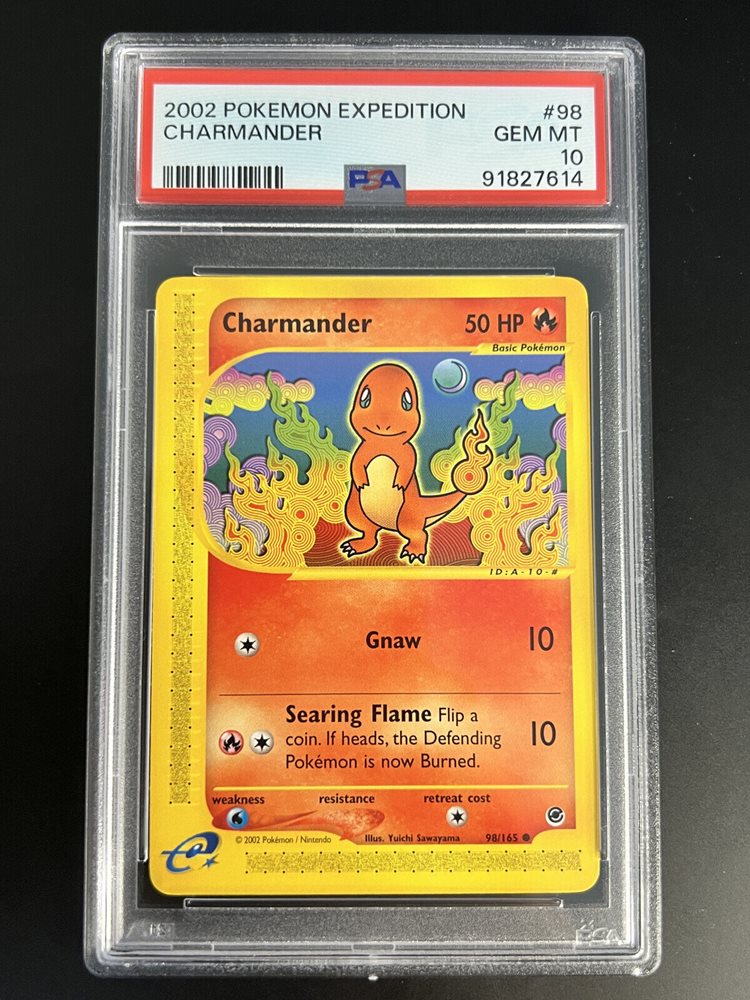 2002 POKEMON EXPEDITION #98
CHARMANDER GEM MT
10
PSA 91827614
Charmander 50 HP
Basic Pokémon
ID:A-10-#
Gnaw 10
Searing Flame Flip a
coin. If heads, the Defending 10
Pokémon is now Burned.
weakness resistance retreat cost
© 2002 Pokémon / Nintendo Illus. Yuichi Sawayama 98/165
e
PSA